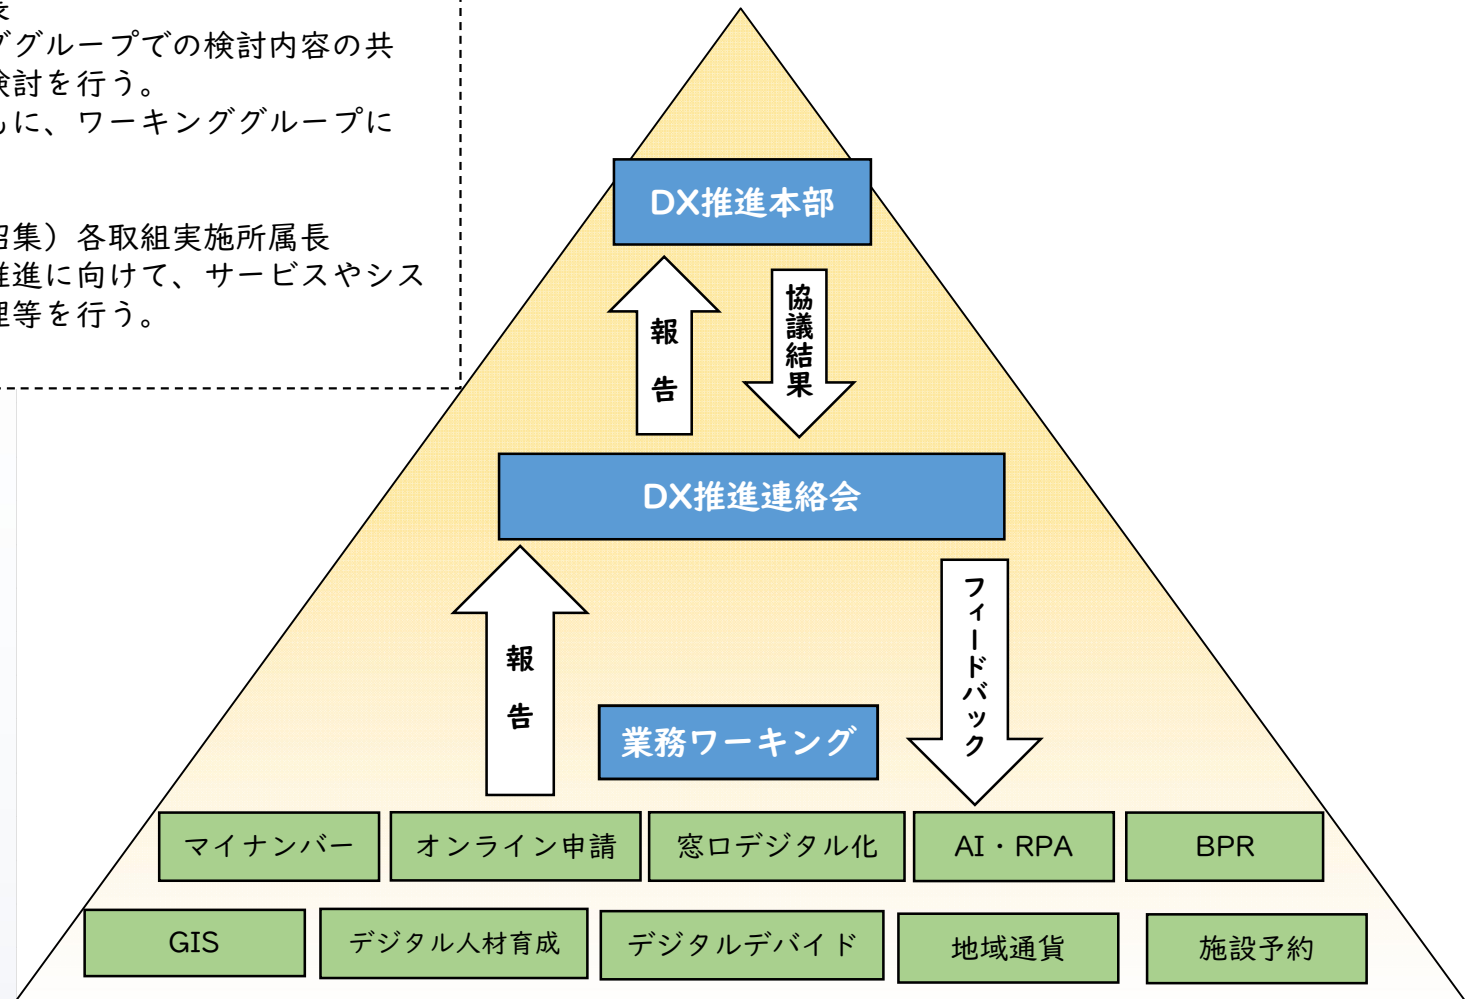 長
ググループでの検討内容の共
検討を行う。
もに、ワーキンググループに
召集）各取組実施所属長
推進に向けて、サービスやシス
理等を行う。
DX推進本部
報告
協議結果
DX推進連絡会
報告
フィードバック
業務ワーキング
マイナンバー
オンライン申請
窓口デジタル化
AI・RPA
BPR
GIS
デジタル人材育成
デジタルデバイド
地域通貨
施設予約